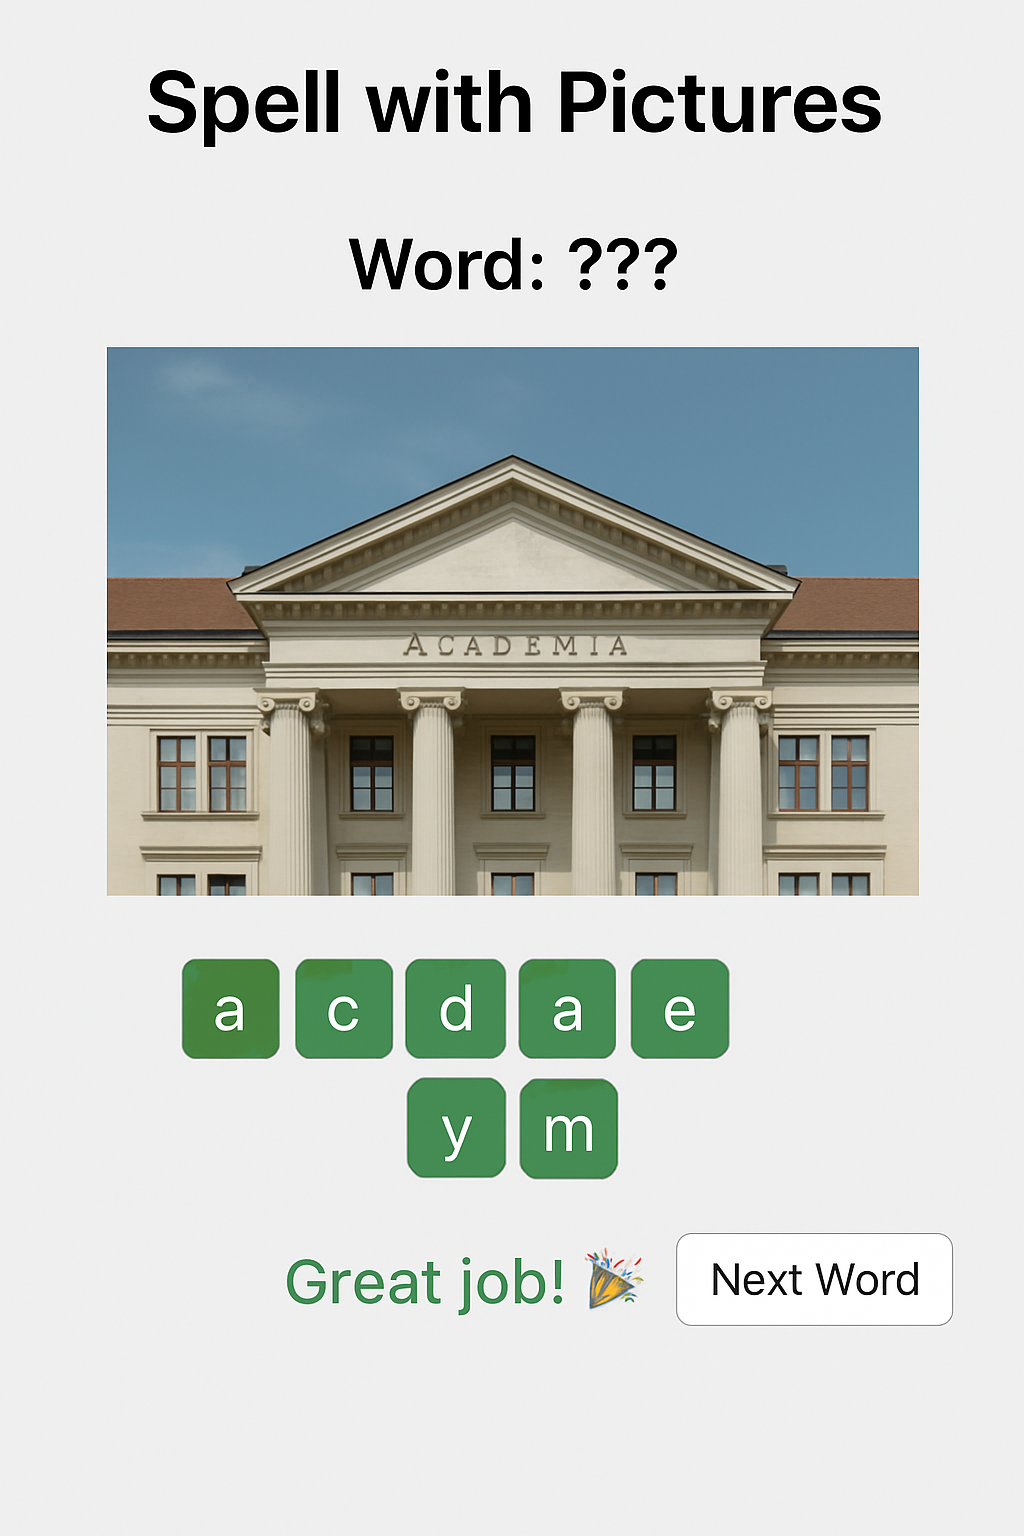 Spell with Pictures
Word: ???
ACADEMIA
a c d a e
y m
Great job! 🎉 Next Word